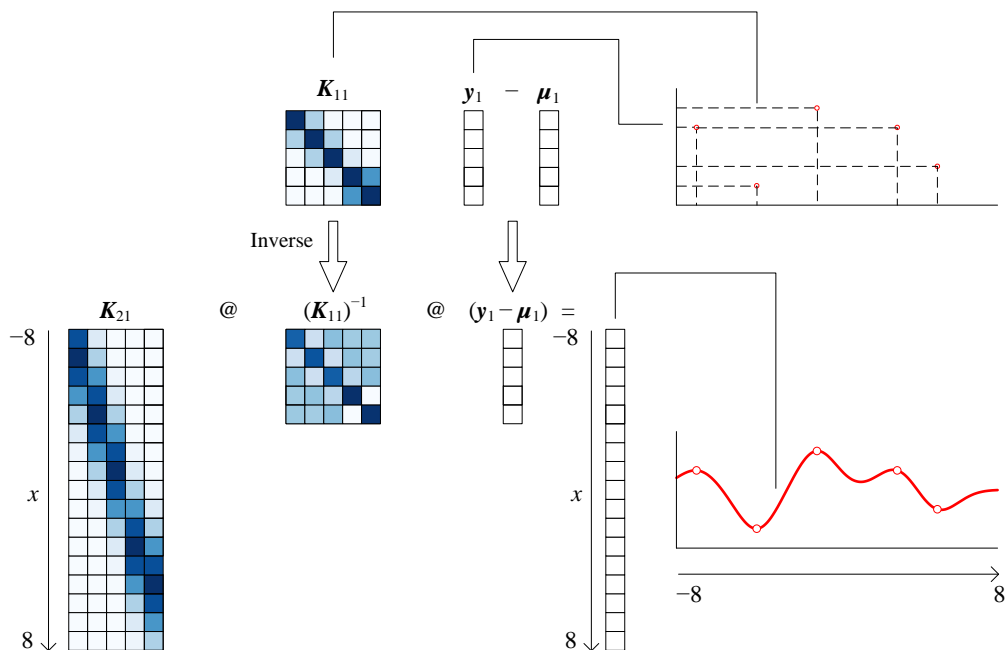 K₁₁ y₁ − μ₁
Inverse
K₂₁ @ (K₁₁)⁻¹ @ (y₁ − μ₁) =
−8 −8
x x
−8 8
8 8